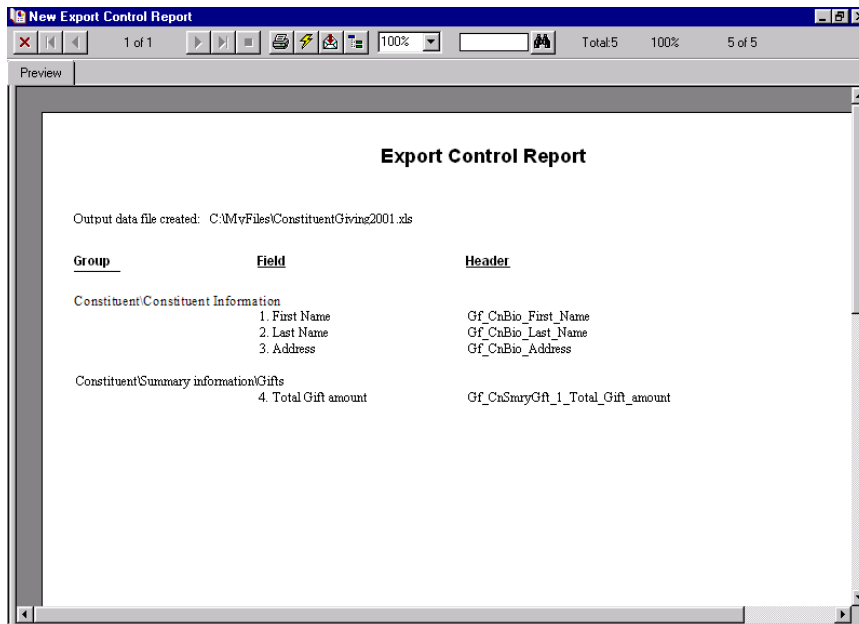 New Export Control Report
1 of 1 100% Total:5 100% 5 of 5
Preview
Export Control Report
Output data file created: C:\MyFiles\ConstituentGiving2001.xls
Group Field Header
Constituent\Constituent Information
1. First Name Gf_CnBio_First_Name
2. Last Name Gf_CnBio_Last_Name
3. Address Gf_CnBio_Address
Constituent\Summary information\Gifts
4. Total Gift amount Gf_CnSmryGft_1_Total_Gift_amount